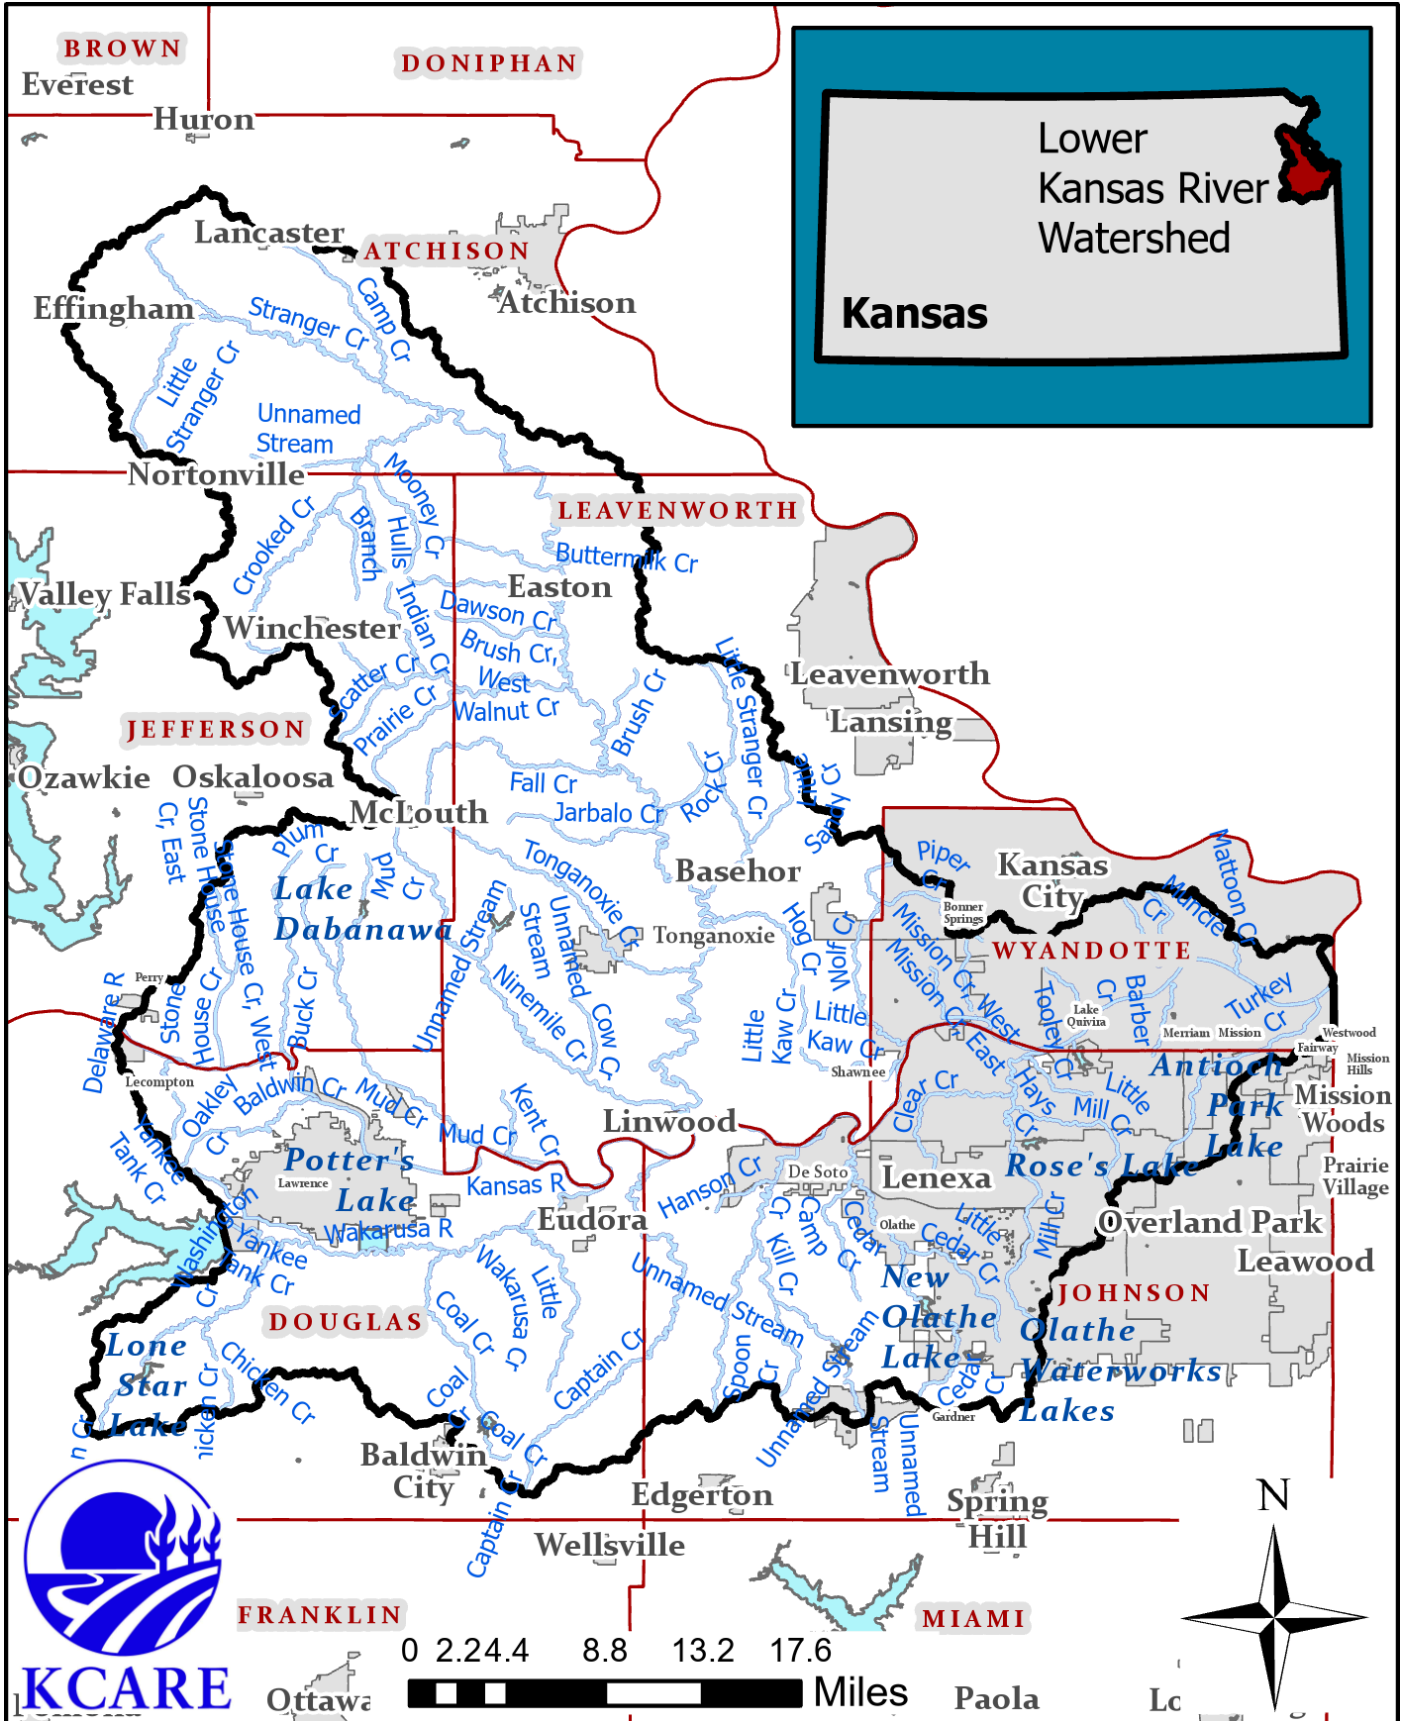 BROWN
DONIPHAN
Everest
Huron
Lower
Kansas River
Watershed
Kansas
Lancaster
ATCHISON
Effingham
Atchison
Stranger Cr
Camp Cr
Little
Stranger Cr
Unnamed
Stream
Nortonville
Mooney Cr
LEAVENWORTH
Crooked Cr
Branch
Hulls
Buttermilk Cr
Valley Falls
Easton
Dawson Cr
Indian Cr
Winchester
Brush Cr,
West
Little Stranger Cr
Leavenworth
Scatter Cr
Prairie Cr
Walnut Cr
Brush Cr
Lansing
JEFFERSON
Ozawkie
Oskaloosa
Fall Cr
Rock
Cr
Sandy
Cr
McLouth
Jarbalo Cr
Stone House
Cr, East
Plum
Cr
Mud
Cr
Tonganoxie Cr
Basehor
Piper
Cr
Kansas
City
Mattoon Cr
Muncie
Cr
Lake
Dabanawa
Stone House Cr, West
Unnamed Stream
Unnamed
Stream
Tonganoxie
Hog Cr
Wolf Cr
Bonner
Springs
Mission Cr, West
Mission Cr, East
WYANDOTTE
Perry
Delaware R
Stone
House Cr
Buck Cr
Ninemile Cr
Cow Cr
Little
Kaw Cr
Little
Kaw Cr
Tooley
Cr
Lake
Quivira
Barber
Cr
Turkey
Cr
Merriam
Mission
Westwood
Fairway
Mission
Hills
Shawnee
Lecompton
Oakley
Cr
Baldwin Cr
Mud Cr
Mud Cr
Kent Cr
Linwood
Clear Cr
Hays
Cr
Little
Mill Cr
Antioch
Park
Lake
Mission
Woods
Yankee
Tank Cr
Potter's
Lake
Lawrence
Kansas R
Hanson Cr
De Soto
Lenexa
Rose's Lake
Prairie
Village
Washington
Cr
Wakarusa R
Eudora
Camp
Cr
Cedar
Olathe
Little
Cedar Cr
Mill Cr
Overland Park
Leawood
Yankee
Tank Cr
Wakarusa Cr
Little
Unnamed Stream
Kill Cr
Cr
New
Olathe
Lake
JOHNSON
DOUGLAS
Coal Cr
Captain Cr
Spoon
Cr
Unnamed Stream
Olathe
Waterworks
Lakes
Lone
Star
Lake
Chicken Cr
Coal
Cr
Cedar
Cr
Gardner
n Cr
hicken Cr
Coal Cr
Unnamed
Stream
Baldwin
City
Captain Cr
Edgerton
Spring
Hill
Wellsville
N
FRANKLIN
MIAMI
0 2.2 4.4 8.8 13.2 17.6
Miles
KCARE
Ottawa
Paola